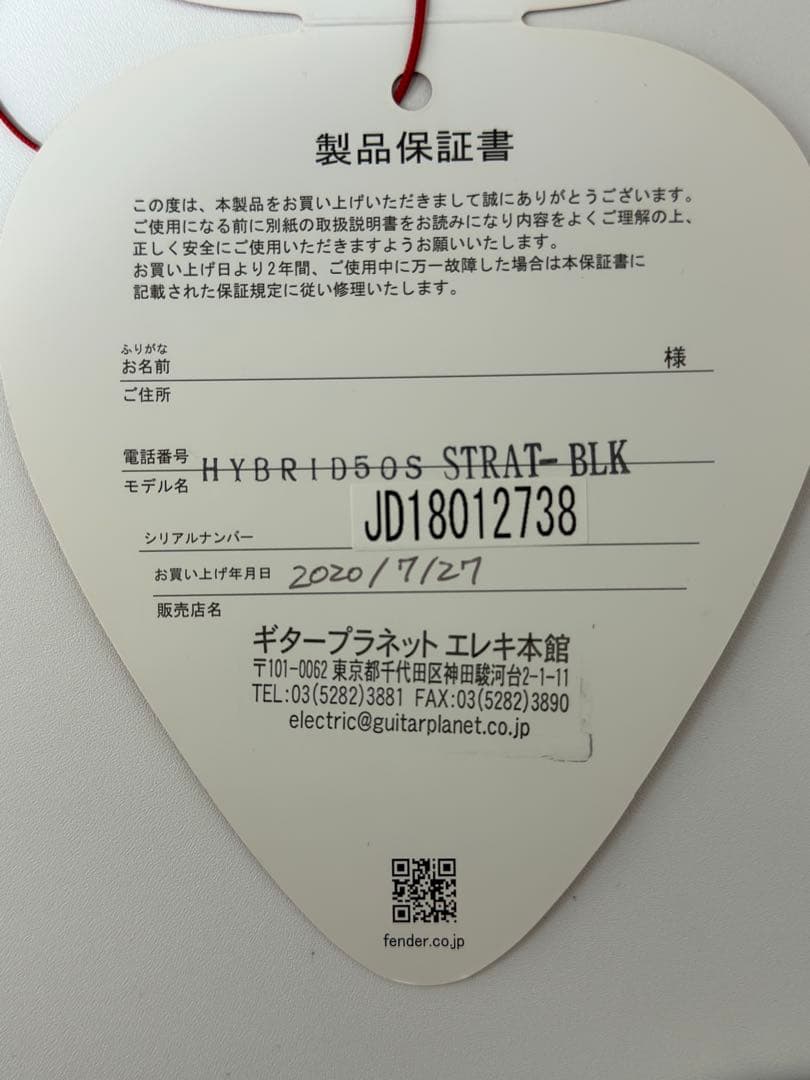 製品保証書
この度は、本製品をお買い上げいただきまして誠にありがとうございます。
ご使用になる前に別紙の取扱説明書をお読みになり内容をよくご理解の上、
正しく安全にご使用いただきますようお願いいたします。
お買い上げ日より2年間、ご使用中に万一故障した場合は本保証書に
記載された保証規定に従い修理いたします。
ふりがな
お名前 様
ご住所
電話番号
モデル名 HYBRID50S STRAT-BLK
シリアルナンバー JD18012738
お買い上げ年月日 2020/7/27
販売店名
ギタープラネット エレキ本館
〒101-0062 東京都千代田区神田駿河台2-1-11
TEL:03(5282)3881 FAX:03(5282)3890
electric@guitarplanet.co.jp
fender.co.jp